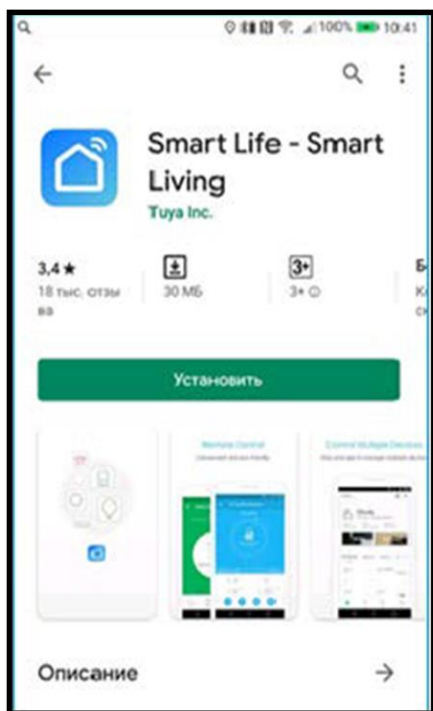 100% 10:41
Smart Life - Smart
Living
Tuya Inc.
3,4★
18 тыс. отзы
ва
30 МБ
3+
3+
Установить
Remote Control
Control Multiple Devices
Описание